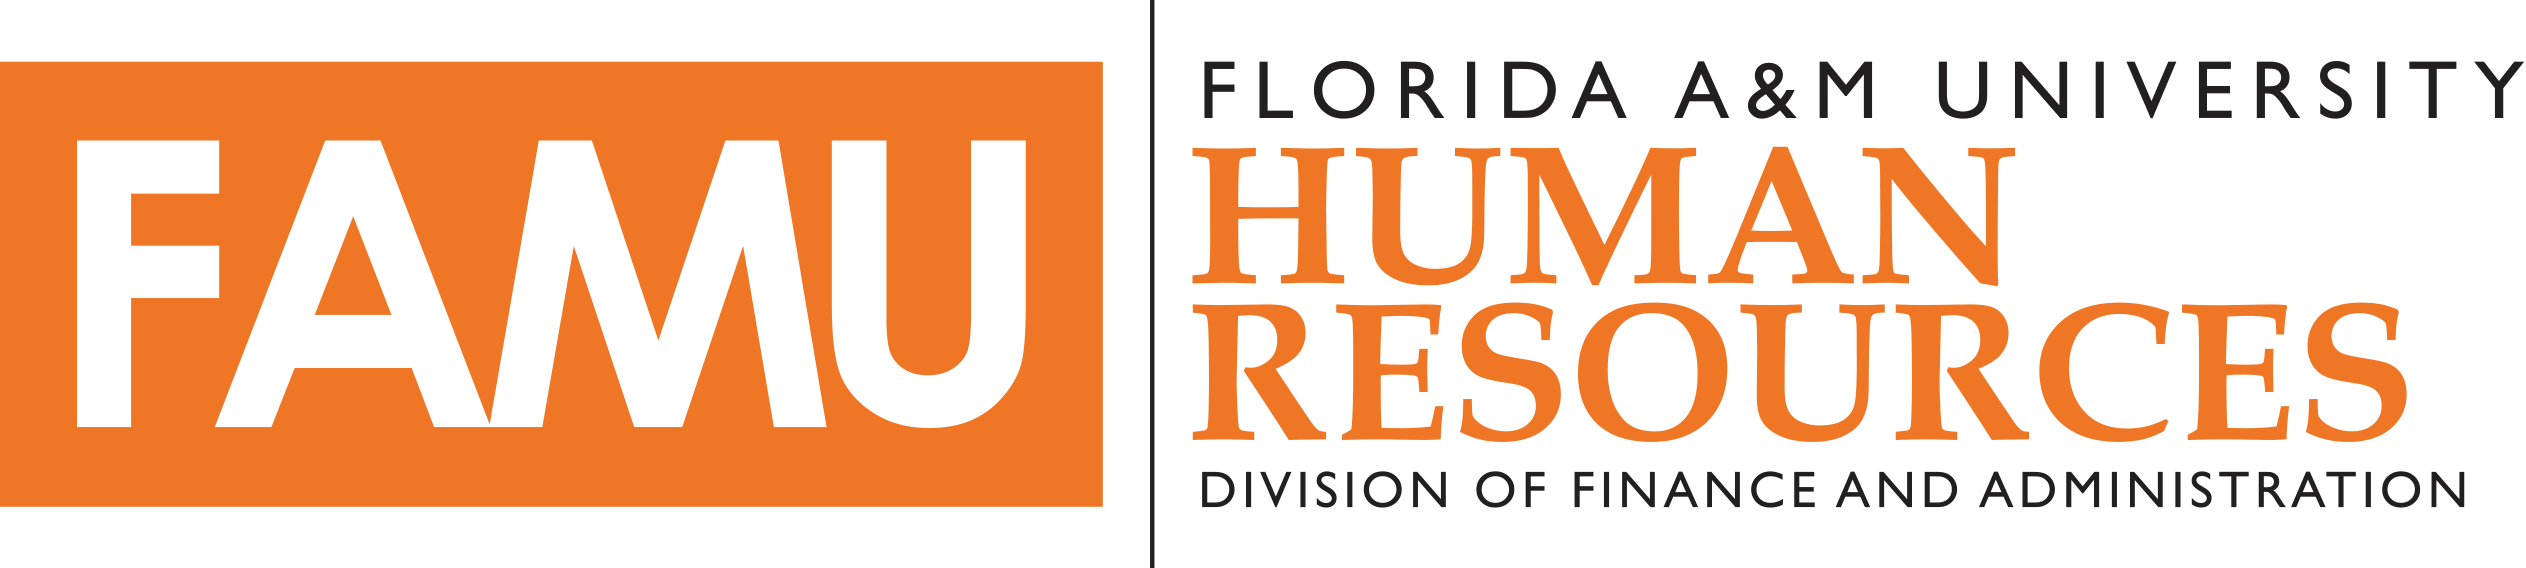 FAMU
FLORIDA A&M UNIVERSITY
HUMAN
RESOURCES
DIVISION OF FINANCE AND ADMINISTRATION